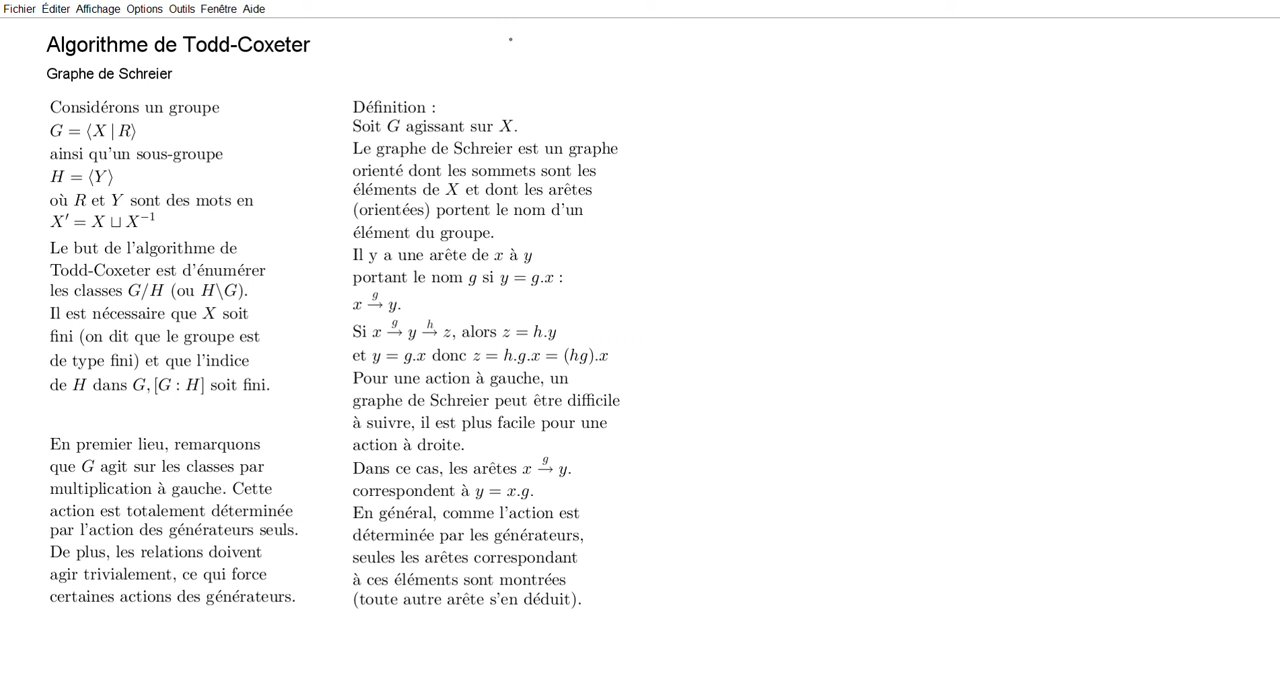 Fichier Éditer Affichage Options Outils Fenêtre Aide
Algorithme de Todd-Coxeter
Graphe de Schreier
Considérons un groupe
G = ⟨X | R⟩
ainsi qu'un sous-groupe
H = ⟨Y⟩
où R et Y sont des mots en
X′ = X ⊔ X⁻¹
Le but de l'algorithme de
Todd-Coxeter est d'énumérer
les classes G/H (ou H\G).
Il est nécessaire que X soit
fini (on dit que le groupe est
de type fini) et que l'indice
de H dans G, [G : H] soit fini.
En premier lieu, remarquons
que G agit sur les classes par
multiplication à gauche. Cette
action est totalement déterminée
par l'action des générateurs seuls.
De plus, les relations doivent
agir trivialement, ce qui force
certaines actions des générateurs.
Définition :
Soit G agissant sur X.
Le graphe de Schreier est un graphe
orienté dont les sommets sont les
éléments de X et dont les arêtes
(orientées) portent le nom d'un
élément du groupe.
Il y a une arête de x à y
portant le nom g si y = g.x :
x →ᵍ y.
Si x →ᵍ y →ʰ z, alors z = h.y
et y = g.x donc z = h.g.x = (hg).x
Pour une action à gauche, un
graphe de Schreier peut être difficile
à suivre, il est plus facile pour une
action à droite.
Dans ce cas, les arêtes x →ᵍ y.
correspondent à y = x.g.
En général, comme l'action est
déterminée par les générateurs,
seules les arêtes correspondant
à ces éléments sont montrées
(toute autre arête s'en déduit).